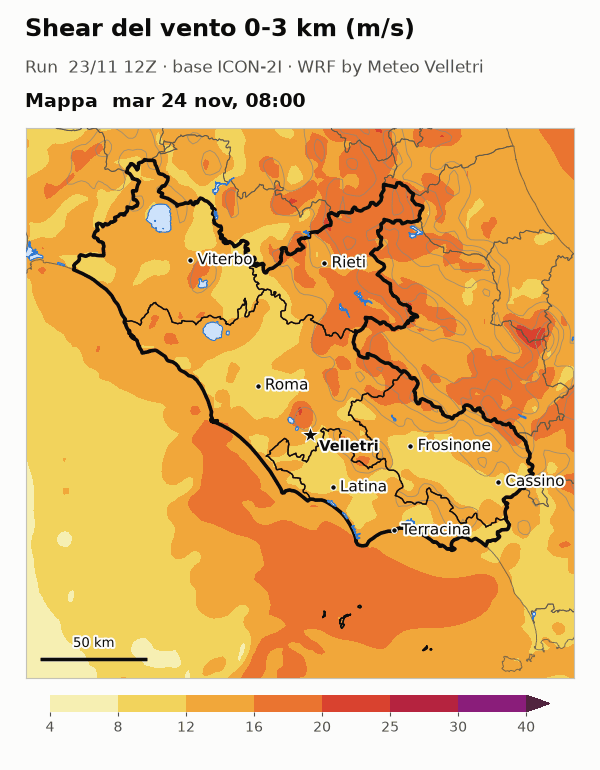 Shear del vento 0-3 km (m/s)
Run  23/11 12Z · base ICON-2I · WRF by Meteo Velletri
Mappa  mar 24 nov, 08:00
Viterbo
Rieti
Roma
Velletri
Frosinone
Cassino
Latina
Terracina
50 km
4 8 12 16 20 25 30 40